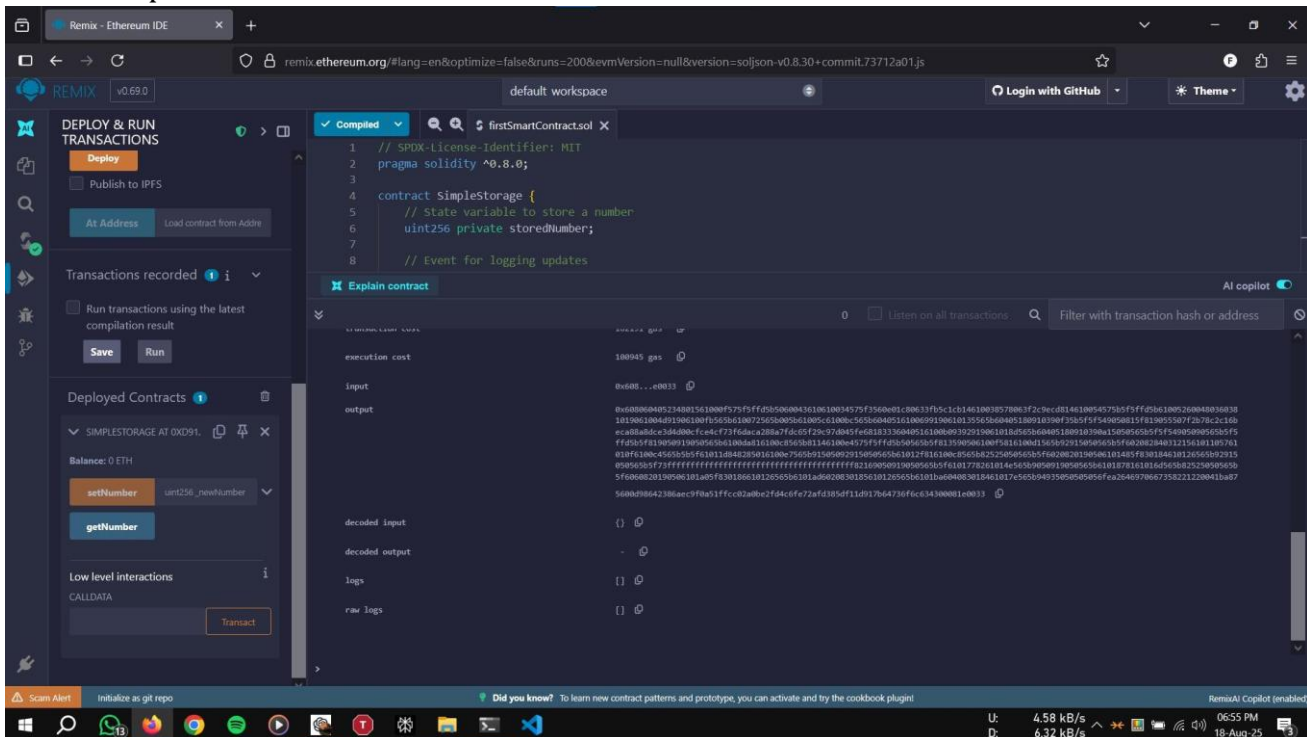 Remix - Ethereum IDE
remix.ethereum.org/#lang=en&optimize=false&runs=200&evmVersion=null&version=soljson-v0.8.30+commit.73712a01.js
REMIX v0.69.0
default workspace
Login with GitHub
Theme
DEPLOY & RUN
TRANSACTIONS
Deploy
Publish to IPFS
At Address Load contract from Addre
Transactions recorded 1 i
Run transactions using the latest
compilation result
Save Run
Deployed Contracts 1
SIMPLESTORAGE AT 0XD91.
Balance: 0 ETH
setNumber uint256 _newNumber
getNumber
Low level interactions i
CALLDATA
Transact
Compiled
firstSmartContract.sol
1 // SPDX-License-Identifier: MIT
2 pragma solidity ^0.8.0;
3
4 contract SimpleStorage {
5 // State variable to store a number
6 uint256 private storedNumber;
7
8 // Event for logging updates
Explain contract
AI copilot
0 Listen on all transactions Filter with transaction hash or address
transaction cost gas
execution cost 100945 gas
input 0x608...e0033
output
decoded input {}
decoded output -
logs []
raw logs []
>
Scam Alert Initialize as git repo
Did you know? To learn new contract patterns and prototype, you can activate and try the cookbook plugin!
RemixAI Copilot (enabled
13
U: 4.58 kB/s
D: 6.32 kB/s
06:55 PM
18-Aug-25
3